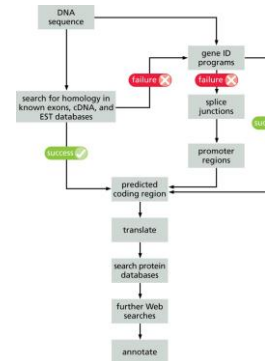 DNA
sequence
gene ID
programs
failure
failure
search for homology in
known exons, cDNA, and
EST databases
splice
junctions
success
promoter
regions
predicted
coding region
translate
search protein
databases
further Web
searches
annotate